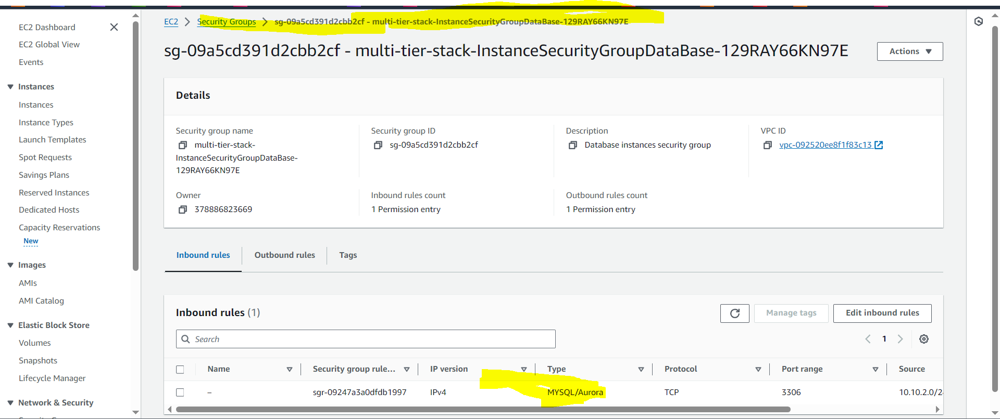 EC2 Dashboard
EC2 Global View
Events
Instances
Instances
Instance Types
Launch Templates
Spot Requests
Savings Plans
Reserved Instances
Dedicated Hosts
Capacity Reservations
New
Images
AMIs
AMI Catalog
Elastic Block Store
Volumes
Snapshots
Lifecycle Manager
Network & Security
EC2 > Security Groups > sg-09a5cd391d2cbb2cf - multi-tier-stack-InstanceSecurityGroupDataBase-129RAY66KN97E
sg-09a5cd391d2cbb2cf - multi-tier-stack-InstanceSecurityGroupDataBase-129RAY66KN97E
Actions
Details
Security group name
multi-tier-stack-
InstanceSecurityGroupDataBase-
129RAY66KN97E
Security group ID
sg-09a5cd391d2cbb2cf
Description
Database instances security group
VPC ID
vpc-092520ee8f1f83c13
Owner
378886823669
Inbound rules count
1 Permission entry
Outbound rules count
1 Permission entry
Inbound rules Outbound rules Tags
Inbound rules (1)
Manage tags
Edit inbound rules
Search
1
Name Security group rule... IP version Type Protocol Port range Source
– sgr-09247a3a0dfdb1997 IPv4 MYSQL/Aurora TCP 3306 10.10.2.0/2